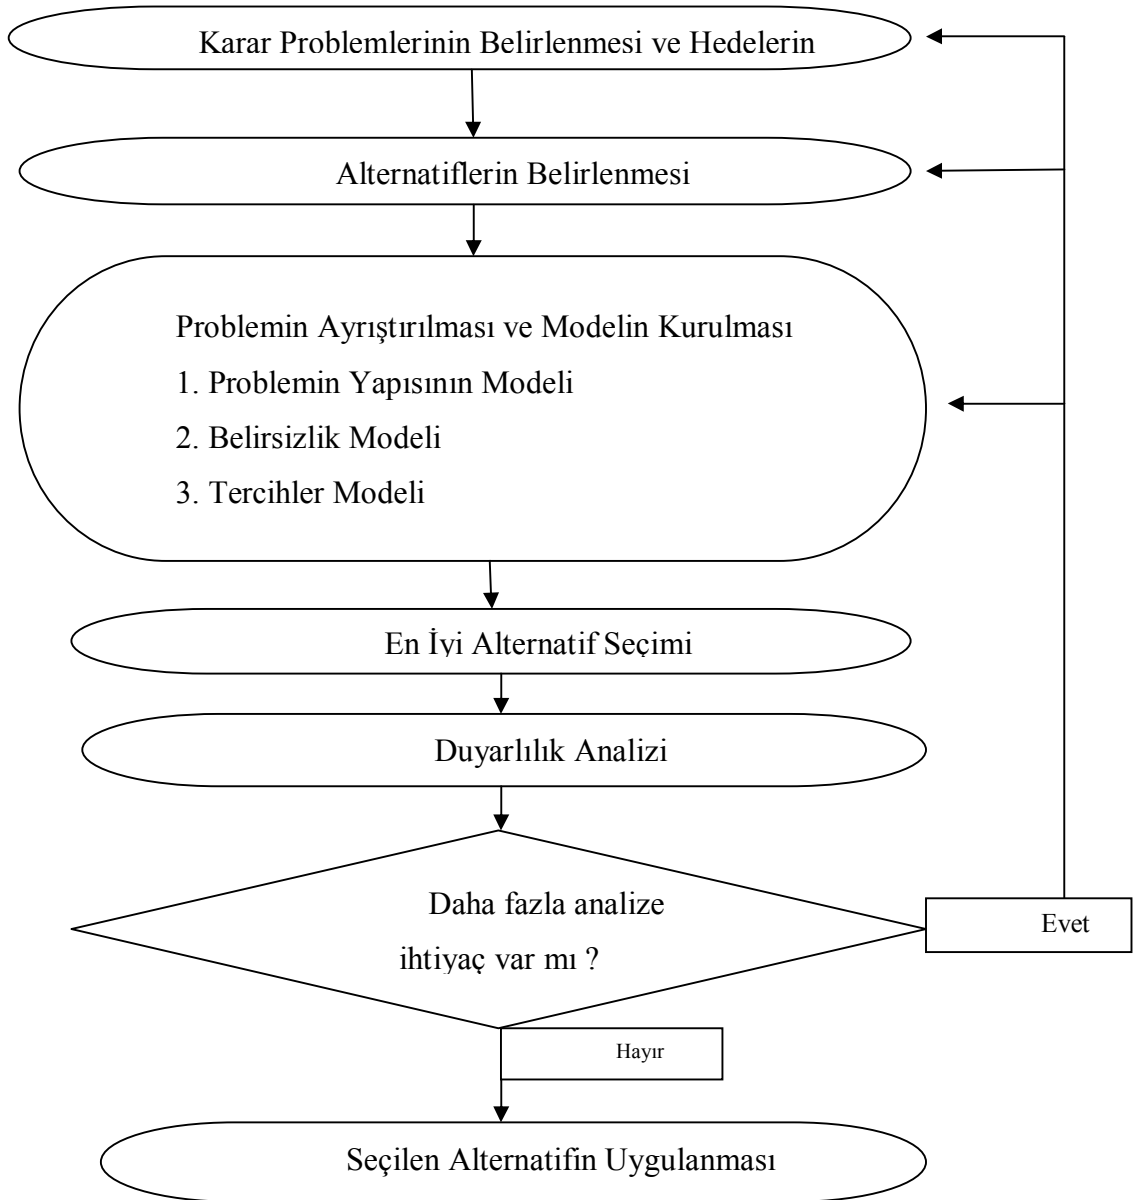 Karar Problemlerinin Belirlenmesi ve Hedelerin
Alternatiflerin Belirlenmesi
Problemin Ayrıştırılması ve Modelin Kurulması
1. Problemin Yapısının Modeli
2. Belirsizlik Modeli
3. Tercihler Modeli
En İyi Alternatif Seçimi
Duyarlılık Analizi
Daha fazla analize
ihtiyaç var mı ?
Evet
Hayır
Seçilen Alternatifin Uygulanması